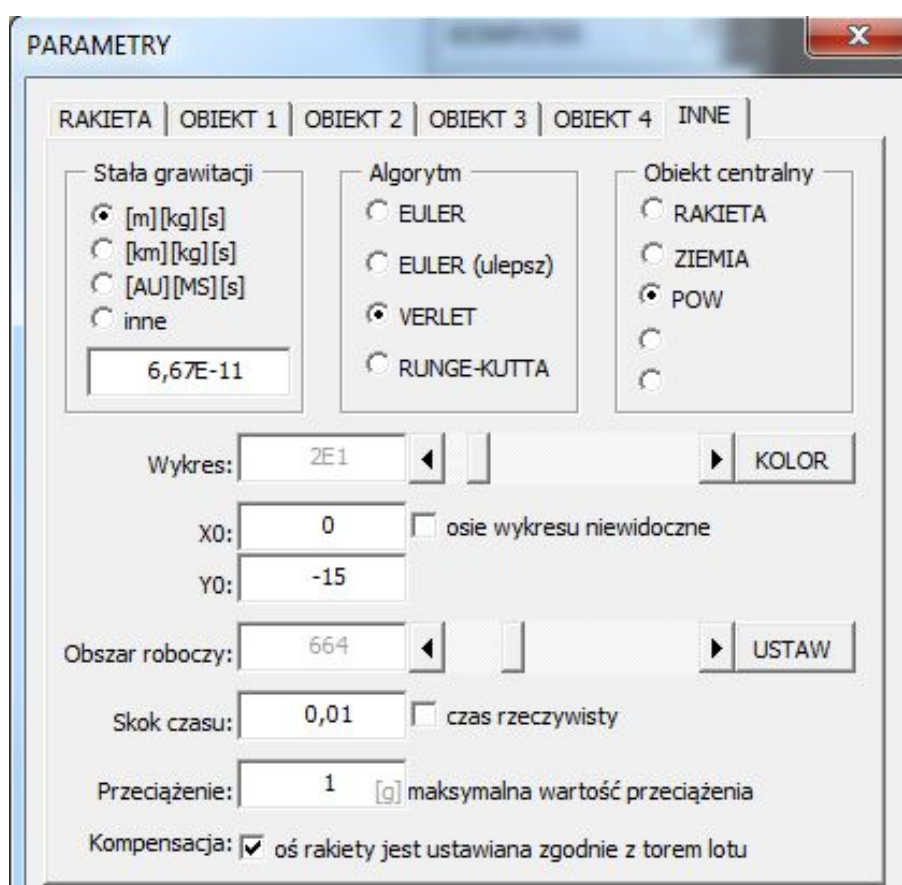 PARAMETRY
RAKIETA OBIEKT 1 OBIEKT 2 OBIEKT 3 OBIEKT 4 INNE
Stała grawitacji
[m][kg][s]
[km][kg][s]
[AU][MS][s]
inne
6,67E-11
Algorytm
EULER
EULER (ulepsz)
VERLET
RUNGE-KUTTA
Obiekt centralny
RAKIETA
ZIEMIA
POW
Wykres: 2E1 KOLOR
X0: 0 osie wykresu niewidoczne
Y0: -15
Obszar roboczy: 664 USTAW
Skok czasu: 0,01 czas rzeczywisty
Przeciążenie: 1 [g] maksymalna wartość przeciążenia
Kompensacja: oś rakiety jest ustawiana zgodnie z torem lotu